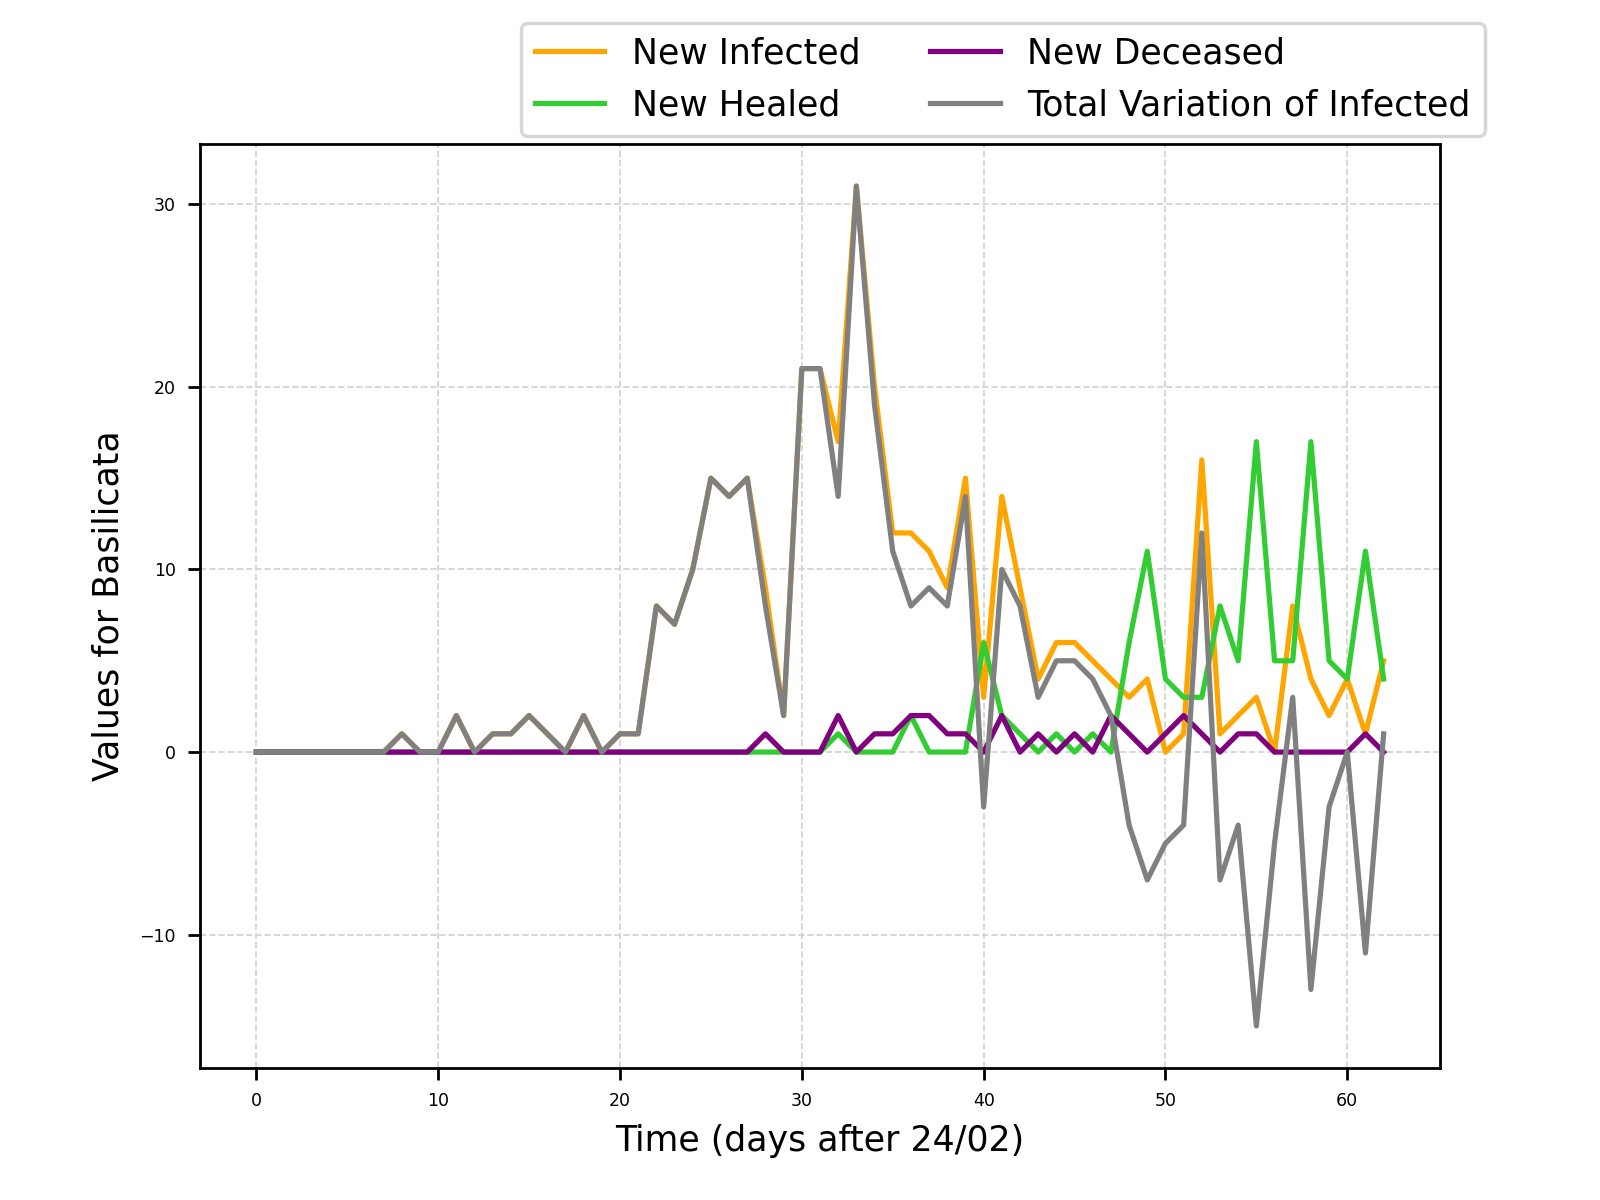 New Infected
New Healed
New Deceased
Total Variation of Infected
30
20
10
0
−10
Values for Basilicata
0 10 20 30 40 50 60
Time (days after 24/02)